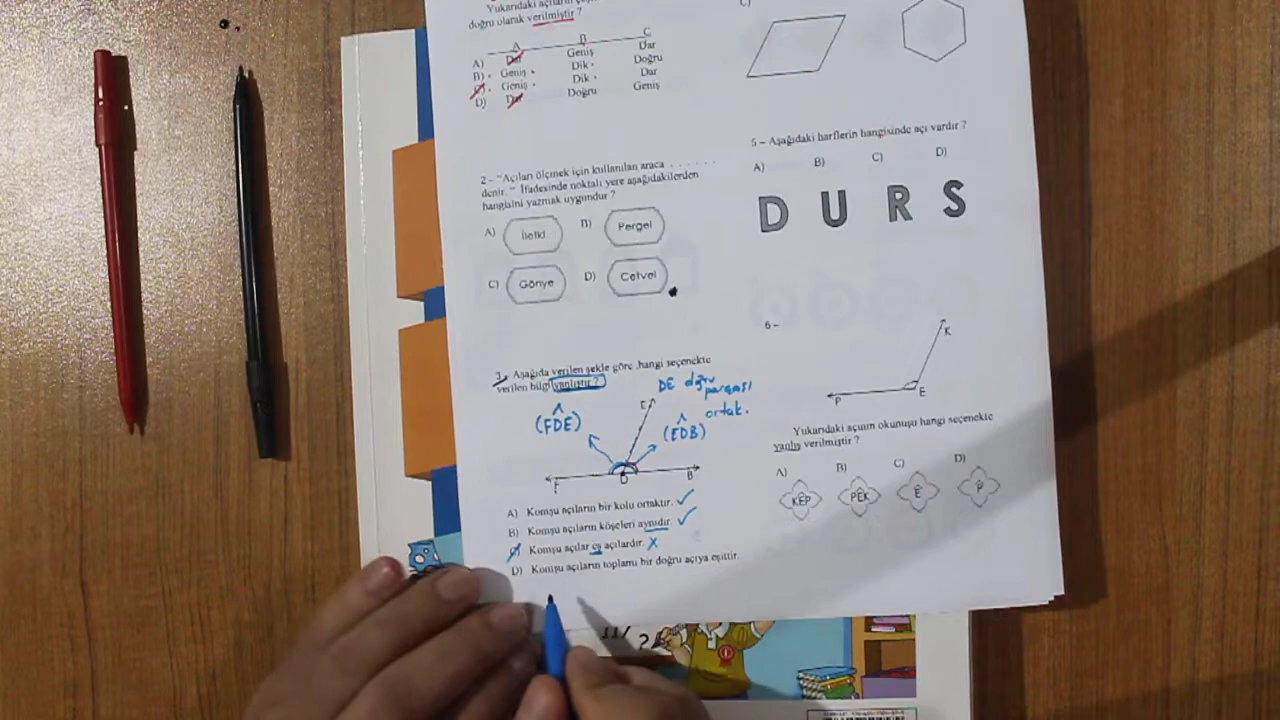 Yukarıdaki açıların
doğru olarak verilmiştir ?
A B C
A) Dar Geniş Dar
B) Geniş Dik Doğru
C) Geniş Dik Dar
D) Dar Doğru Geniş
2 – "Açıları ölçmek için kullanılan araca . . . . . .
denir. " İfadesinde noktalı yere aşağıdakilerden
hangisini yazmak uygundur ?
A) İletki B) Pergel
C) Gönye D) Cetvel
3 – Aşağıda verilen şekle göre ,hangi seçenekte
verilen bilgi yanlıştır ?
DE doğru
parçası
ortak.
(FDE)
E
(EDB)
F D B
A) Komşu açıların bir kolu ortaktır.
B) Komşu açıların köşeleri aynıdır.
C) Komşu açılar eş açılardır.
D) Komşu açıların toplamı bir doğru açıya eşittir.
C)
5 – Aşağıdaki harflerin hangisinde açı vardır ?
A) B) C) D)
D U R S
6 –
K
P E
Yukarıdaki açının okunuşu hangi seçenekte
yanlış verilmiştir ?
A) B) C) D)
KÊP PÊK Ê P̂